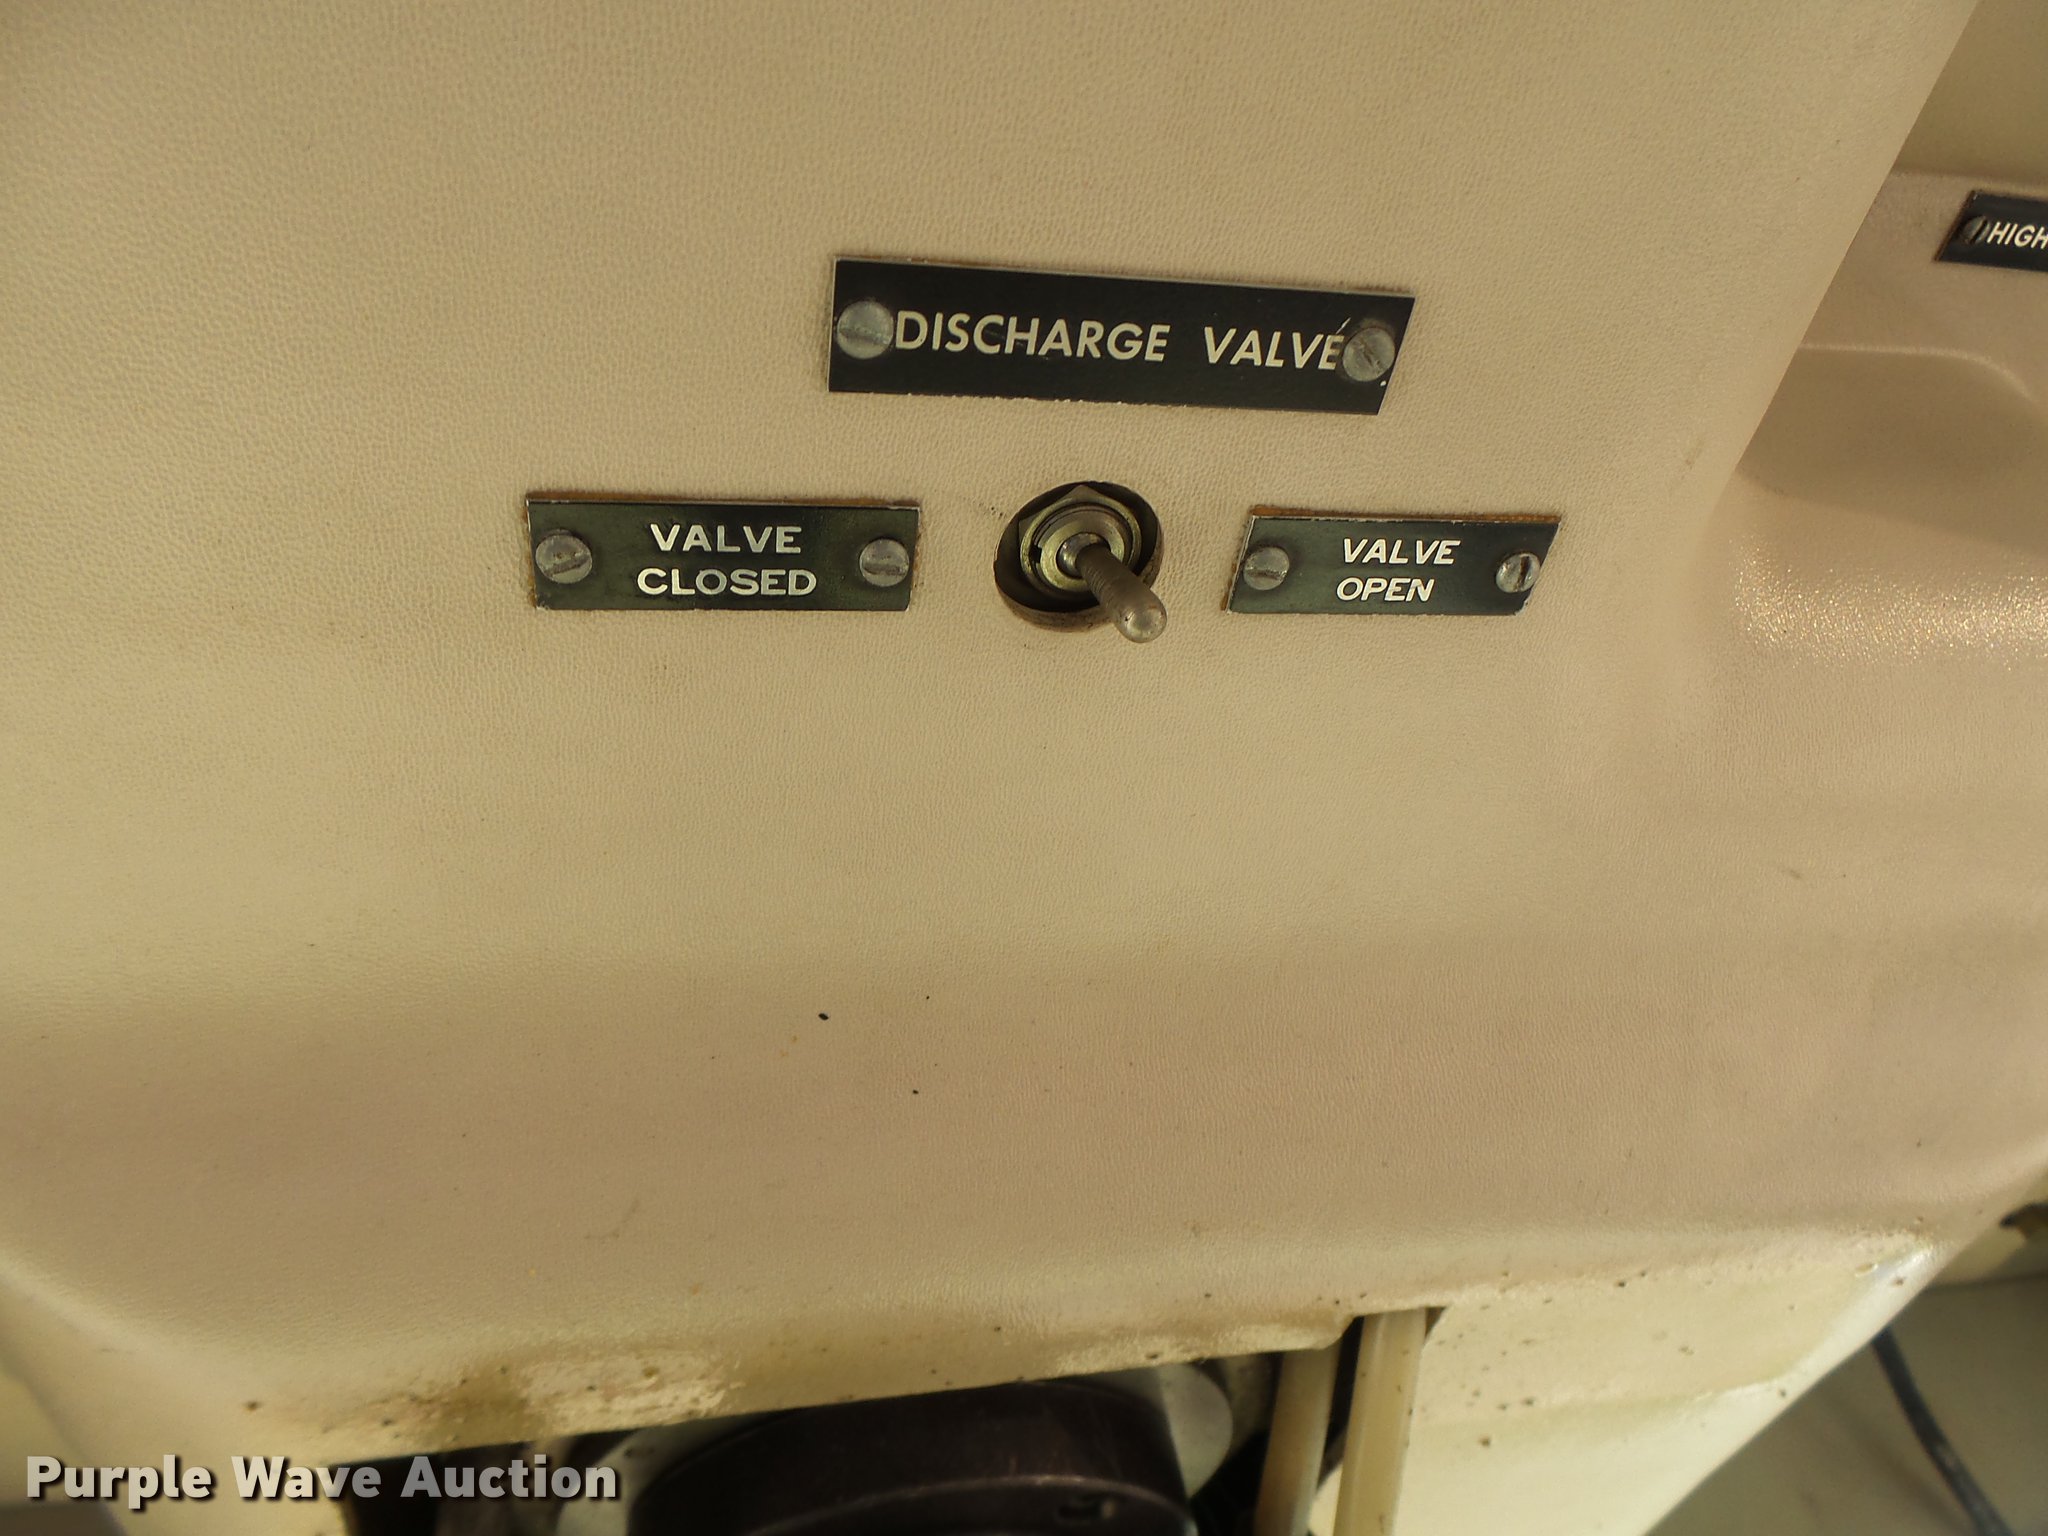 HIGH
DISCHARGE VALVE
VALVE
CLOSED
VALVE
OPEN
Purple Wave Auction